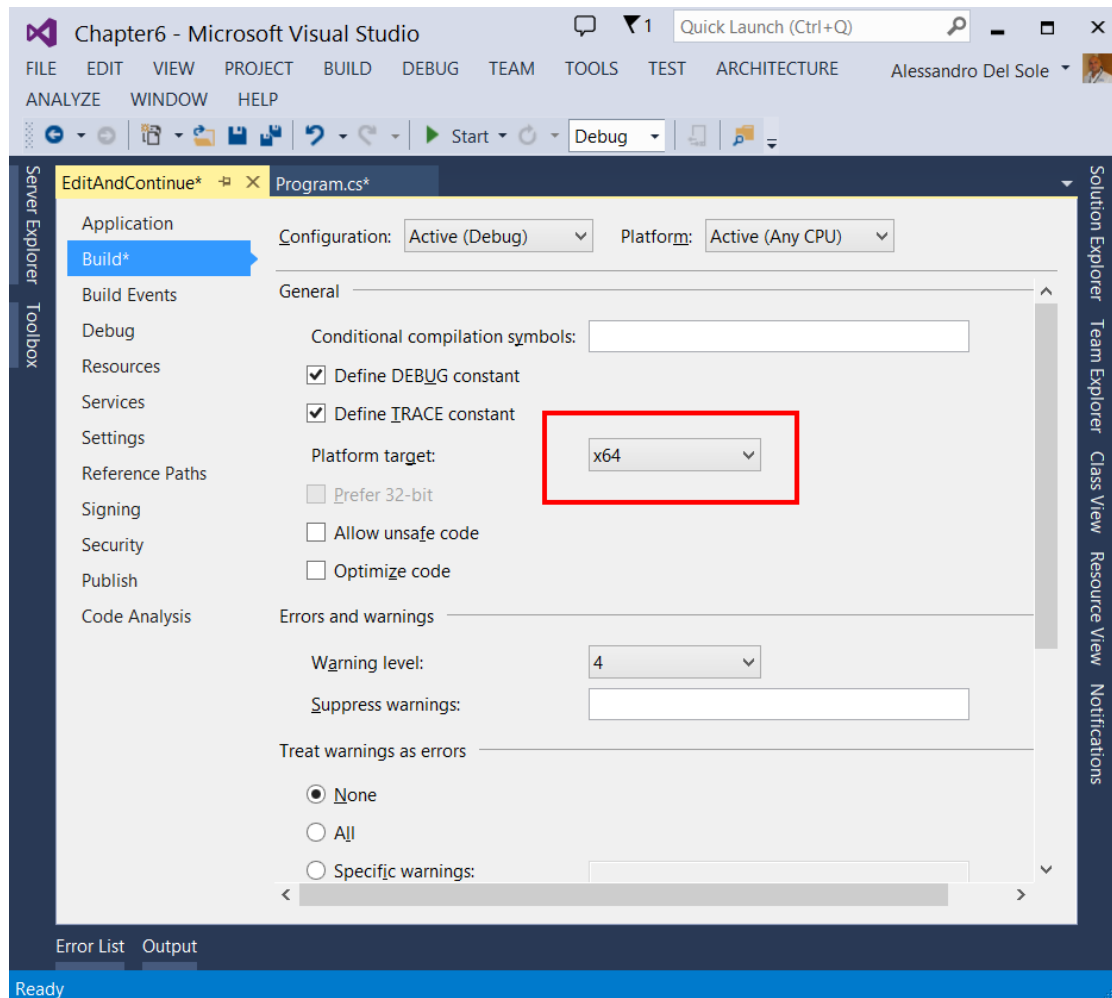 Chapter6 - Microsoft Visual Studio
1
Quick Launch (Ctrl+Q)
FILE EDIT VIEW PROJECT BUILD DEBUG TEAM TOOLS TEST ARCHITECTURE Alessandro Del Sole
ANALYZE WINDOW HELP
Start Debug
Server Explorer
Toolbox
EditAndContinue* Program.cs*
Application
Build*
Build Events
Debug
Resources
Services
Settings
Reference Paths
Signing
Security
Publish
Code Analysis
Configuration: Active (Debug) Platform: Active (Any CPU)
General
Conditional compilation symbols:
Define DEBUG constant
Define TRACE constant
Platform target: x64
Prefer 32-bit
Allow unsafe code
Optimize code
Errors and warnings
Warning level: 4
Suppress warnings:
Treat warnings as errors
None
All
Specific warnings:
Solution Explorer
Team Explorer
Class View
Resource View
Notifications
Error List Output
Ready